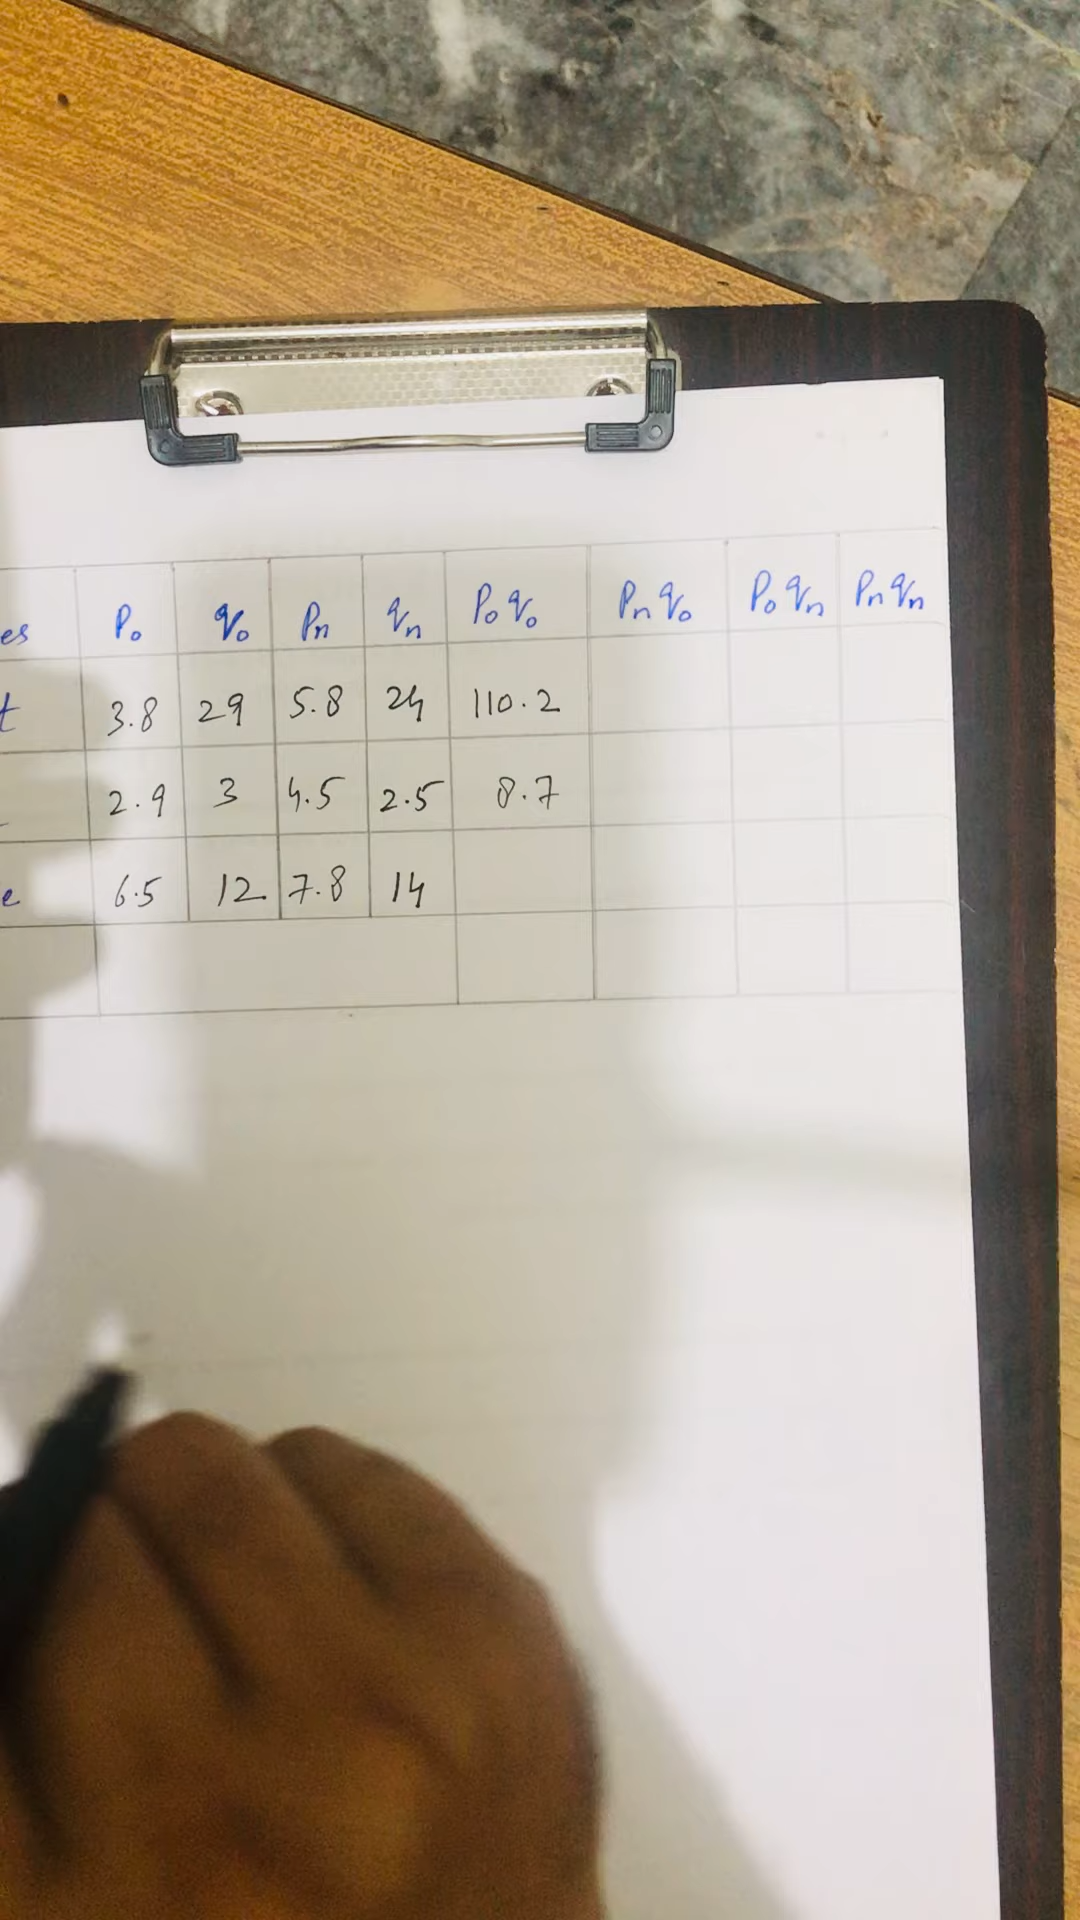 es P₀ q₀ Pn qn P₀q₀ Pnq₀ P₀qn Pnqn
t 3.8 29 5.8 24 110.2
2.9 3 4.5 2.5 8.7
e 6.5 12 7.8 14